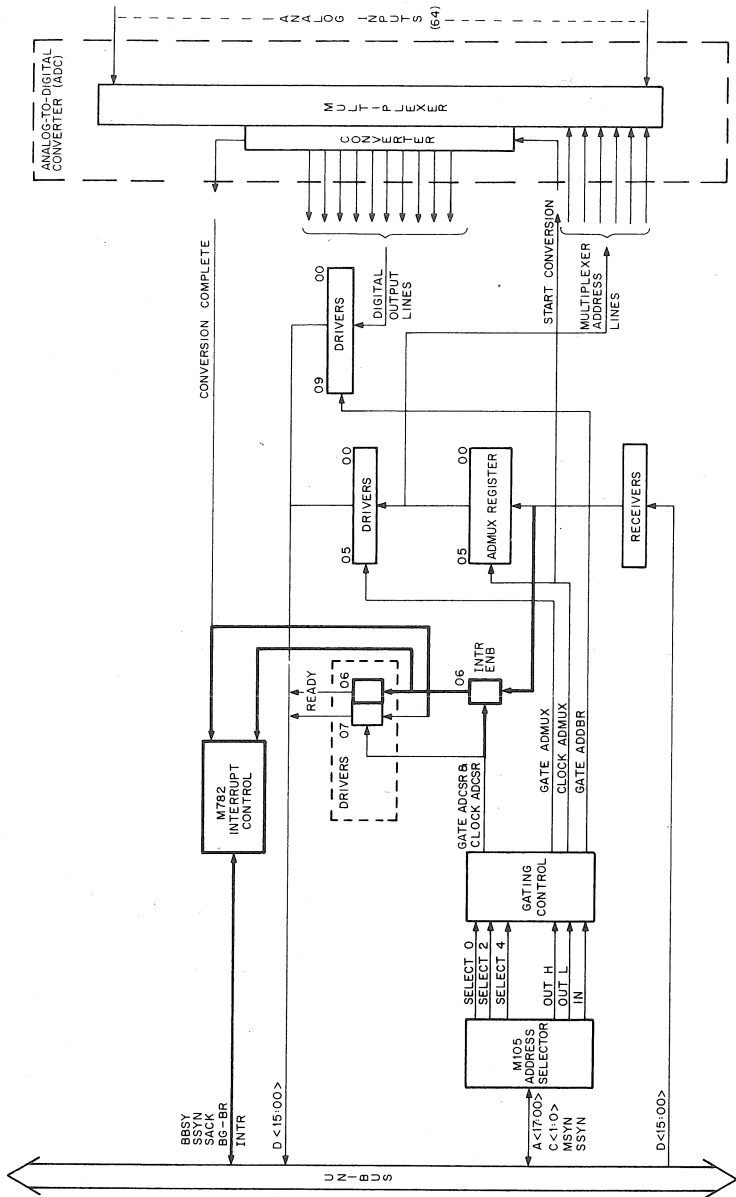 ANALOG-TO-DIGITAL
CONVERTER (ADC)
ANALOG INPUTS
(64)
MULTIPLEXER
CONVERTER
CONVERSION COMPLETE
DIGITAL
OUTPUT
LINES
START CONVERSION
MULTIPLEXER
ADDRESS
LINES
09
00
DRIVERS
05
00
DRIVERS
05
00
ADMUX REGISTER
RECEIVERS
READY
07
06
DRIVERS
06
INTR
ENB
M782
INTERRUPT
CONTROL
GATE ADCSR &
CLOCK ADCSR
GATE ADMUX
CLOCK ADMUX
GATE ADDBR
GATING
CONTROL
SELECT 0
SELECT 2
SELECT 4
OUT H
OUT L
IN
M105
ADDRESS
SELECTOR
BBSY
SSYN
SACK
BG-BR
INTR
D <15:00>
A <17:00>
C <1:0>
MSYN
SSYN
D<15:00>
UNIBUS